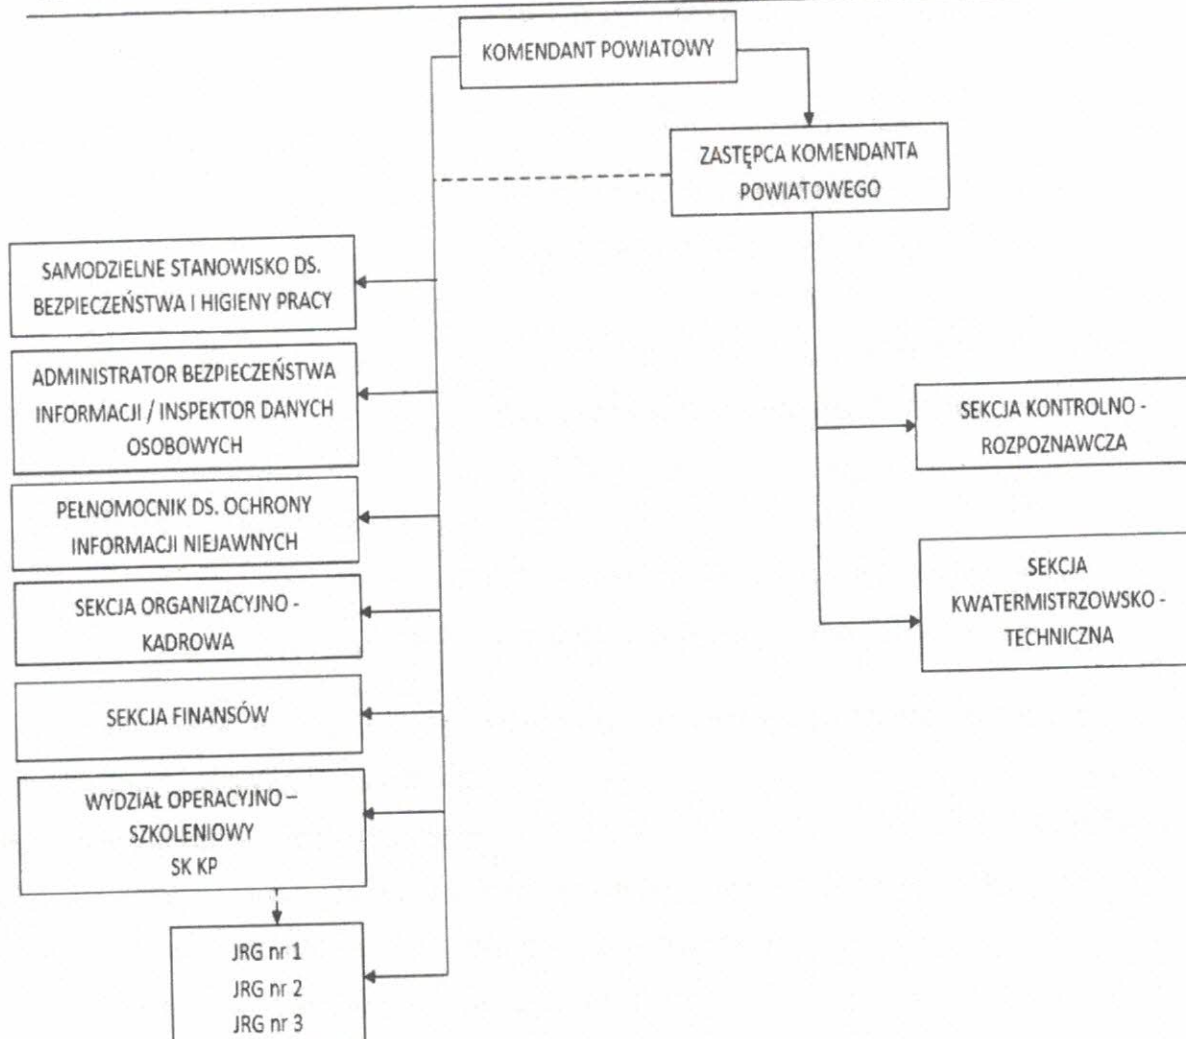 KOMENDANT POWIATOWY
ZASTĘPCA KOMENDANTA
POWIATOWEGO
SAMODZIELNE STANOWISKO DS.
BEZPIECZEŃSTWA I HIGIENY PRACY
ADMINISTRATOR BEZPIECZEŃSTWA
INFORMACJI / INSPEKTOR DANYCH
OSOBOWYCH
PEŁNOMOCNIK DS. OCHRONY
INFORMACJI NIEJAWNYCH
SEKCJA ORGANIZACYJNO -
KADROWA
SEKCJA FINANSÓW
WYDZIAŁ OPERACYJNO –
SZKOLENIOWY
SK KP
JRG nr 1
JRG nr 2
JRG nr 3
SEKCJA KONTROLNO -
ROZPOZNAWCZA
SEKCJA
KWATERMISTRZOWSKO -
TECHNICZNA